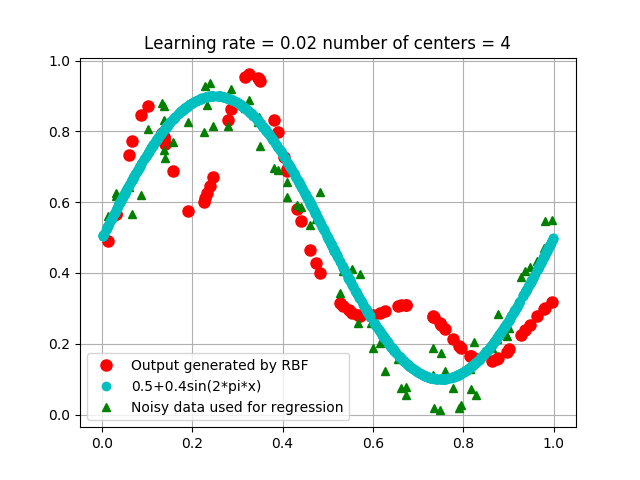 Learning rate = 0.02 number of centers = 4
1.0
0.8
0.6
0.4
0.2
0.0
Output generated by RBF
0.5+0.4sin(2*pi*x)
Noisy data used for regression
0.0 0.2 0.4 0.6 0.8 1.0